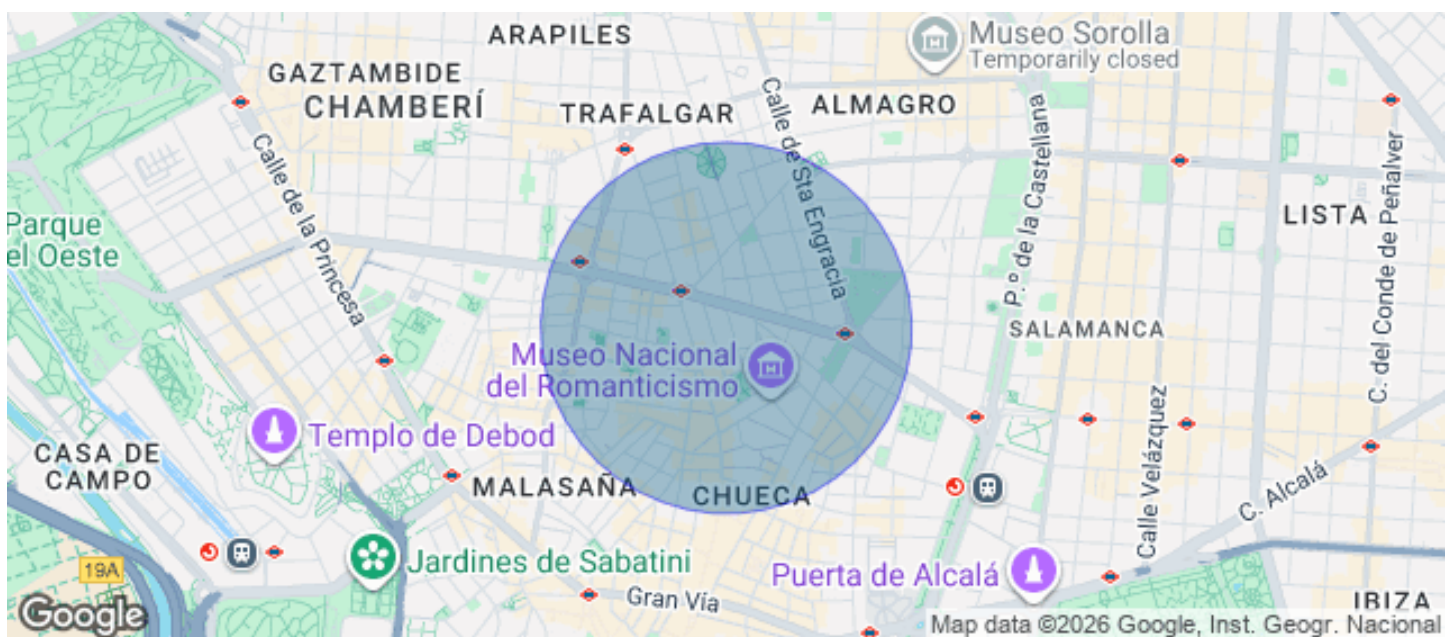 ARAPILES
Museo Sorolla
Temporarily closed
GAZTAMBIDE
CHAMBERÍ
TRAFALGAR
ALMAGRO
Calle de Sta Engracia
Calle de la Princesa
P.º de la Castellana
C. del Conde de Peñalver
LISTA
Parque
el Oeste
SALAMANCA
Museo Nacional
del Romanticismo
Templo de Debod
Calle Velázquez
CASA DE
CAMPO
MALASAÑA
CHUECA
C. Alcalá
Jardines de Sabatini
Puerta de Alcalá
19A
Gran Vía
IBIZA
Google
Map data ©2026 Google, Inst. Geogr. Nacional